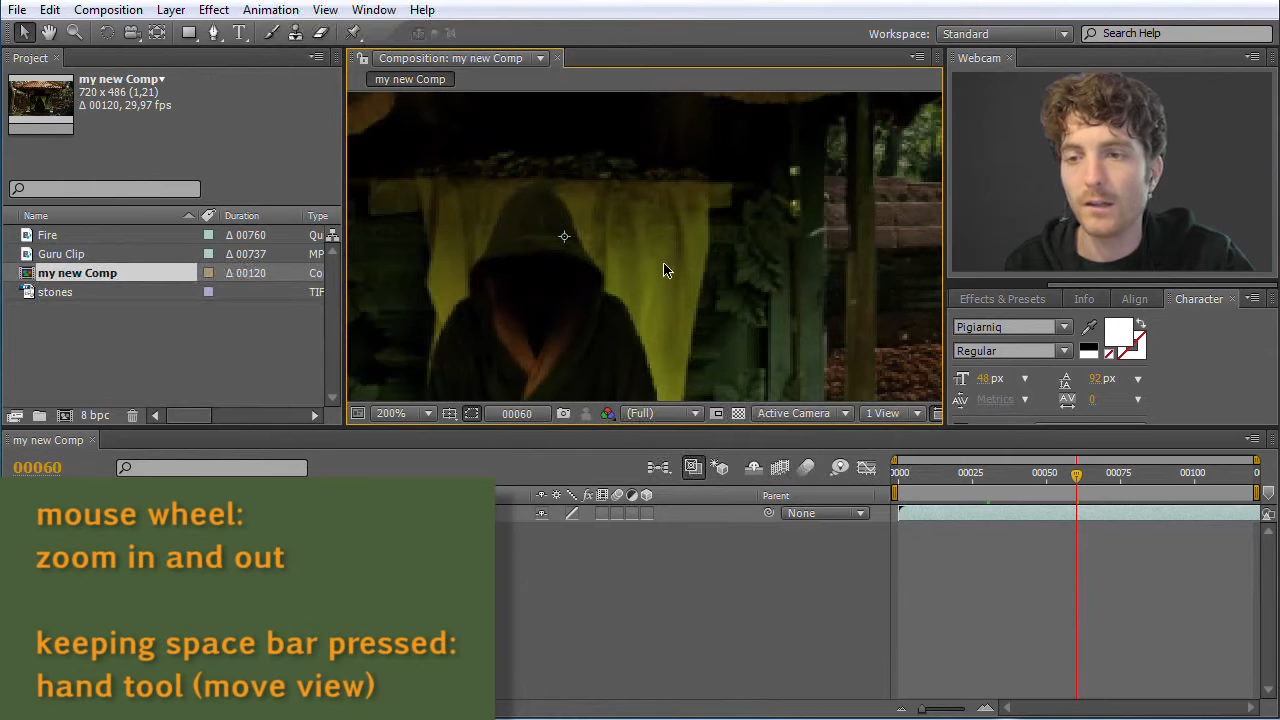 File Edit Composition Layer Effect Animation View Window Help
Workspace: Standard Search Help
Project Composition: my new Comp Webcam
my new Comp▾ my new Comp
720 x 486 (1,21)
Δ 00120, 29,97 fps
Name Duration Type
Fire Δ 00760 Qu
Guru Clip Δ 00737 MP
my new Comp Δ 00120 Co
stones TIF
Effects & Presets Info Align Character
Pigiarniq
Regular
48 px 92 px
Metrics 0
8 bpc 200% 00060 (Full) Active Camera 1 View
my new Comp
00060
0000 00025 00050 00075 00100 0
fx Parent
None
mouse wheel:
zoom in and out
keeping space bar pressed:
hand tool (move view)